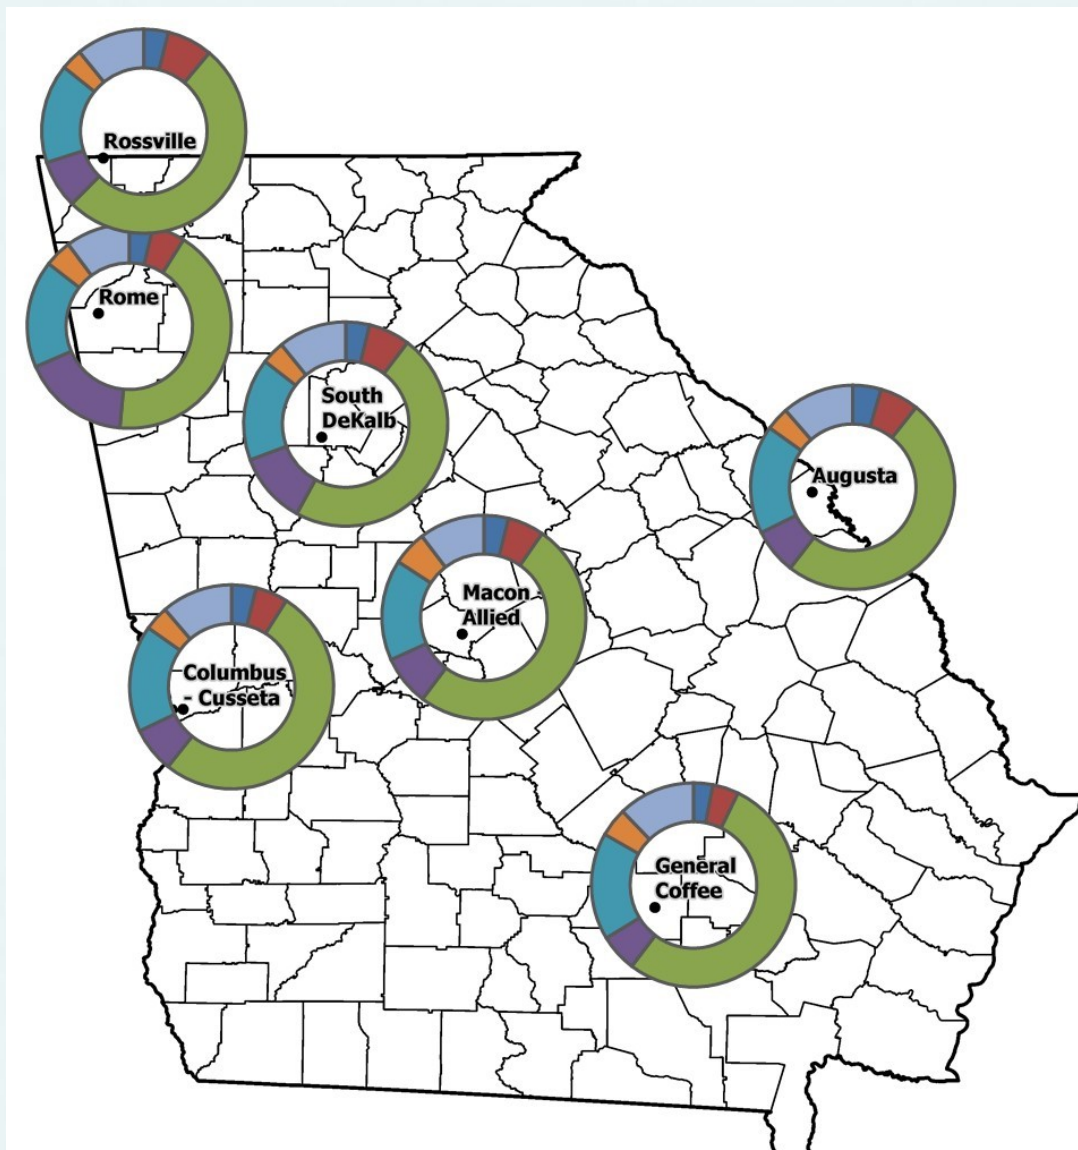 Rossville
Rome
South
DeKalb
Augusta
Macon -
Allied
Columbus
- Cusseta
General
Coffee